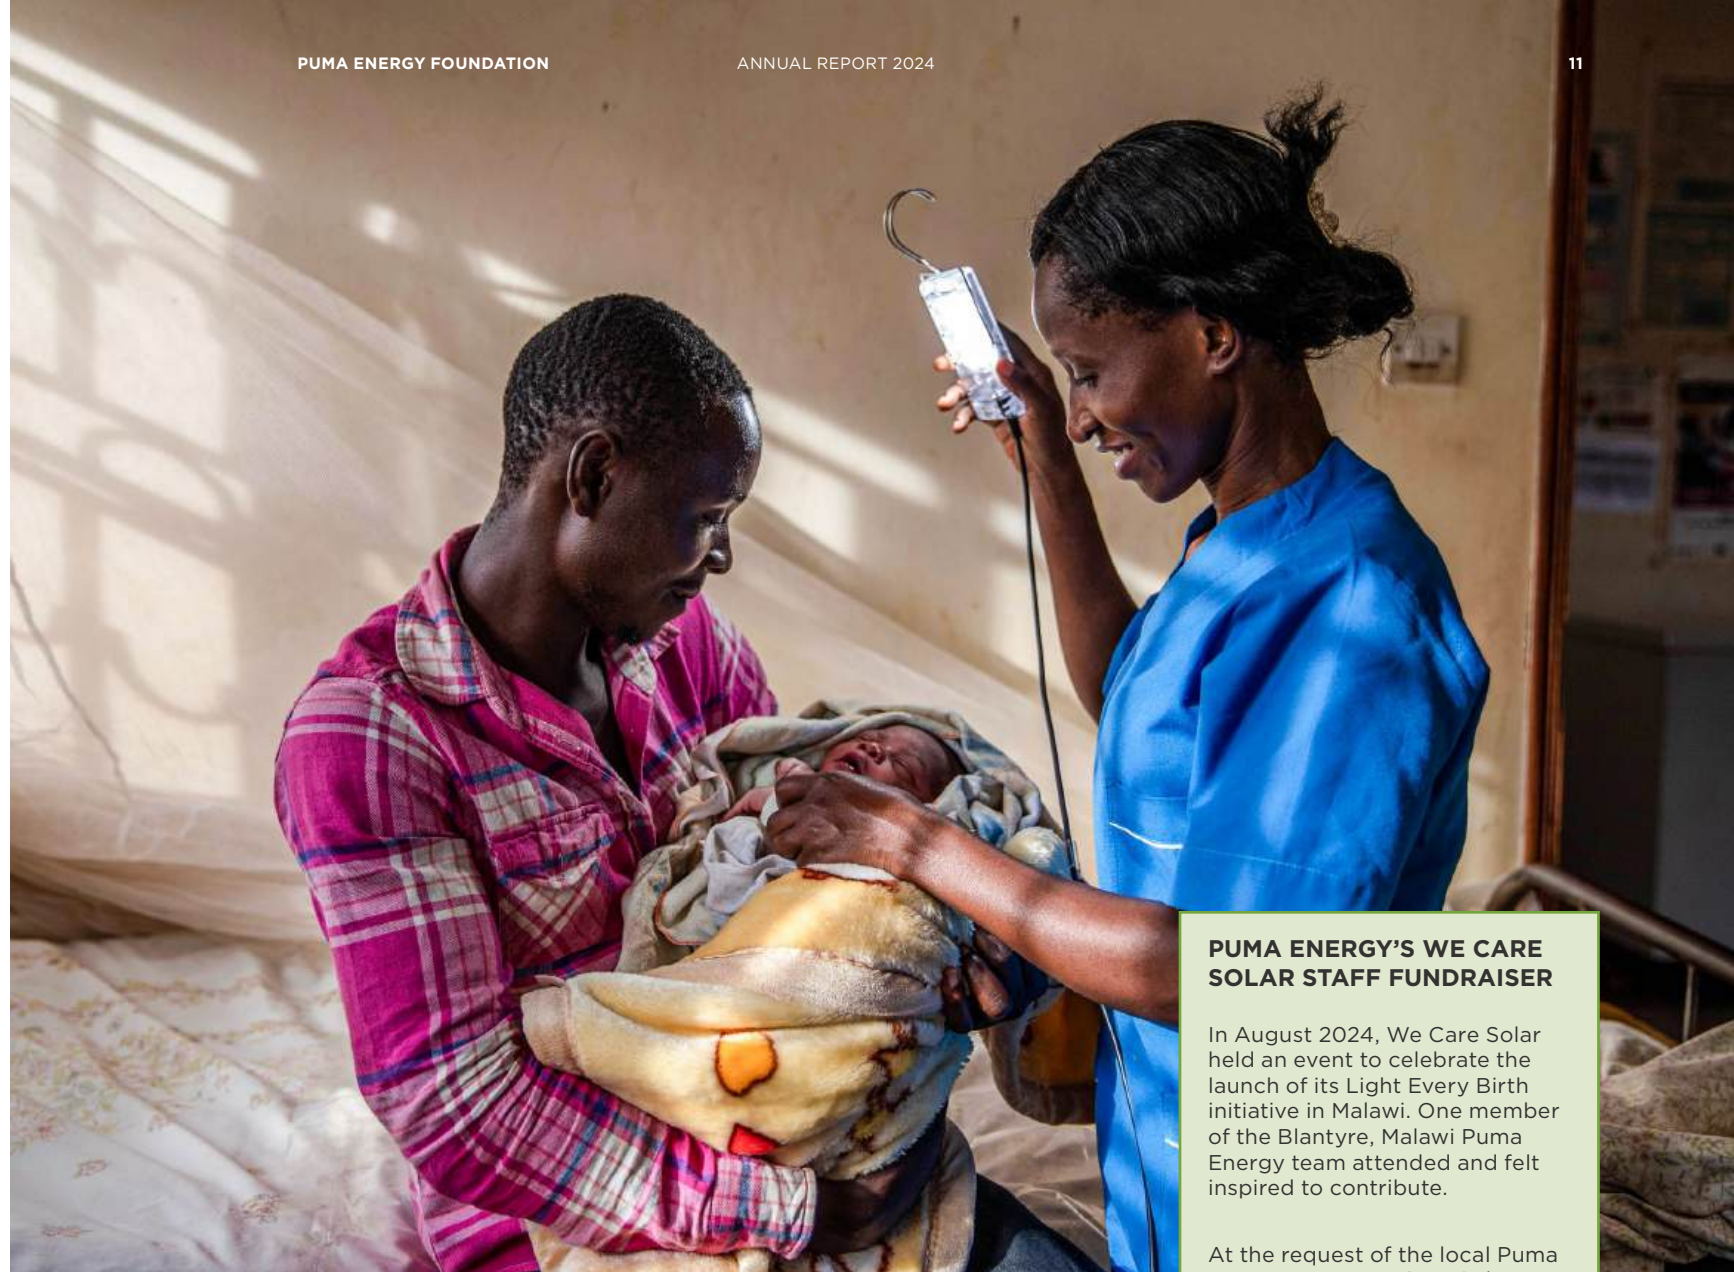 PUMA ENERGY FOUNDATION
ANNUAL REPORT 2024
11
PUMA ENERGY’S WE CARE
SOLAR STAFF FUNDRAISER
In August 2024, We Care Solar
held an event to celebrate the
launch of its Light Every Birth
initiative in Malawi. One member
of the Blantyre, Malawi Puma
Energy team attended and felt
inspired to contribute.
At the request of the local Puma